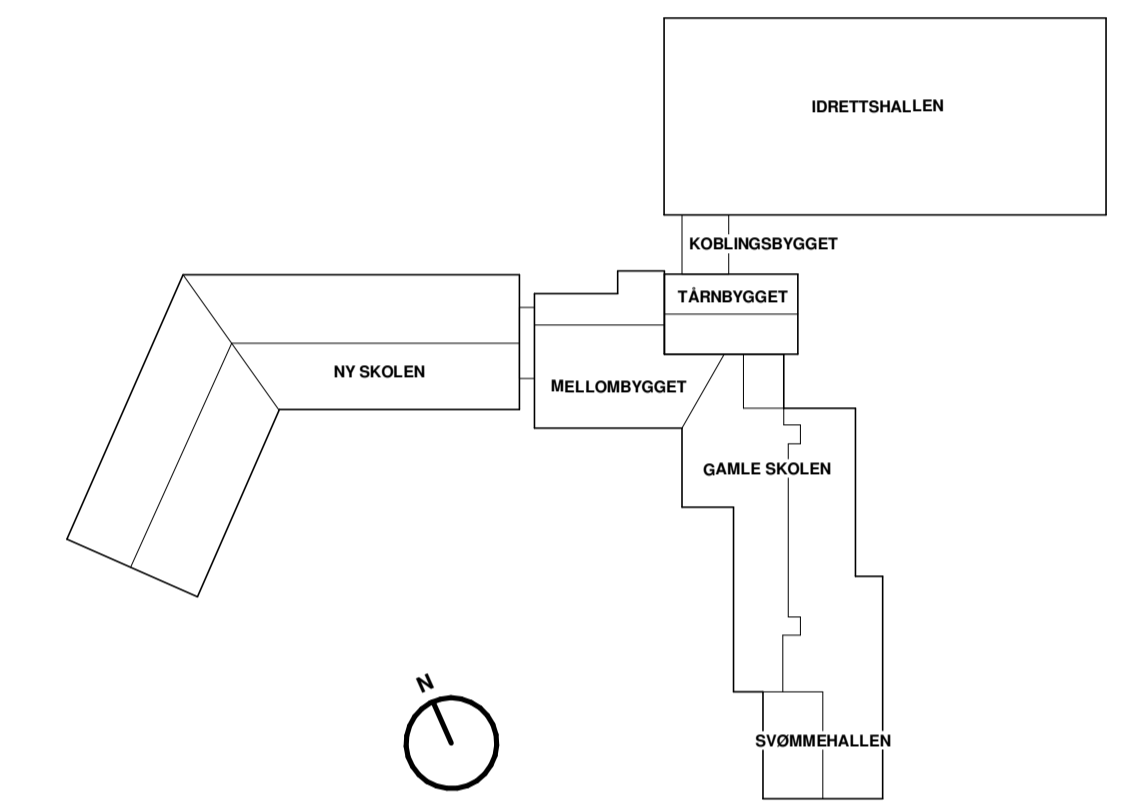 IDRETTSHALLEN
KOBLINGSBYGGET
TÅRNBYGGET
NY SKOLEN
MELLOMBYGGET
GAMLE SKOLEN
N
SVØMMEHALLEN